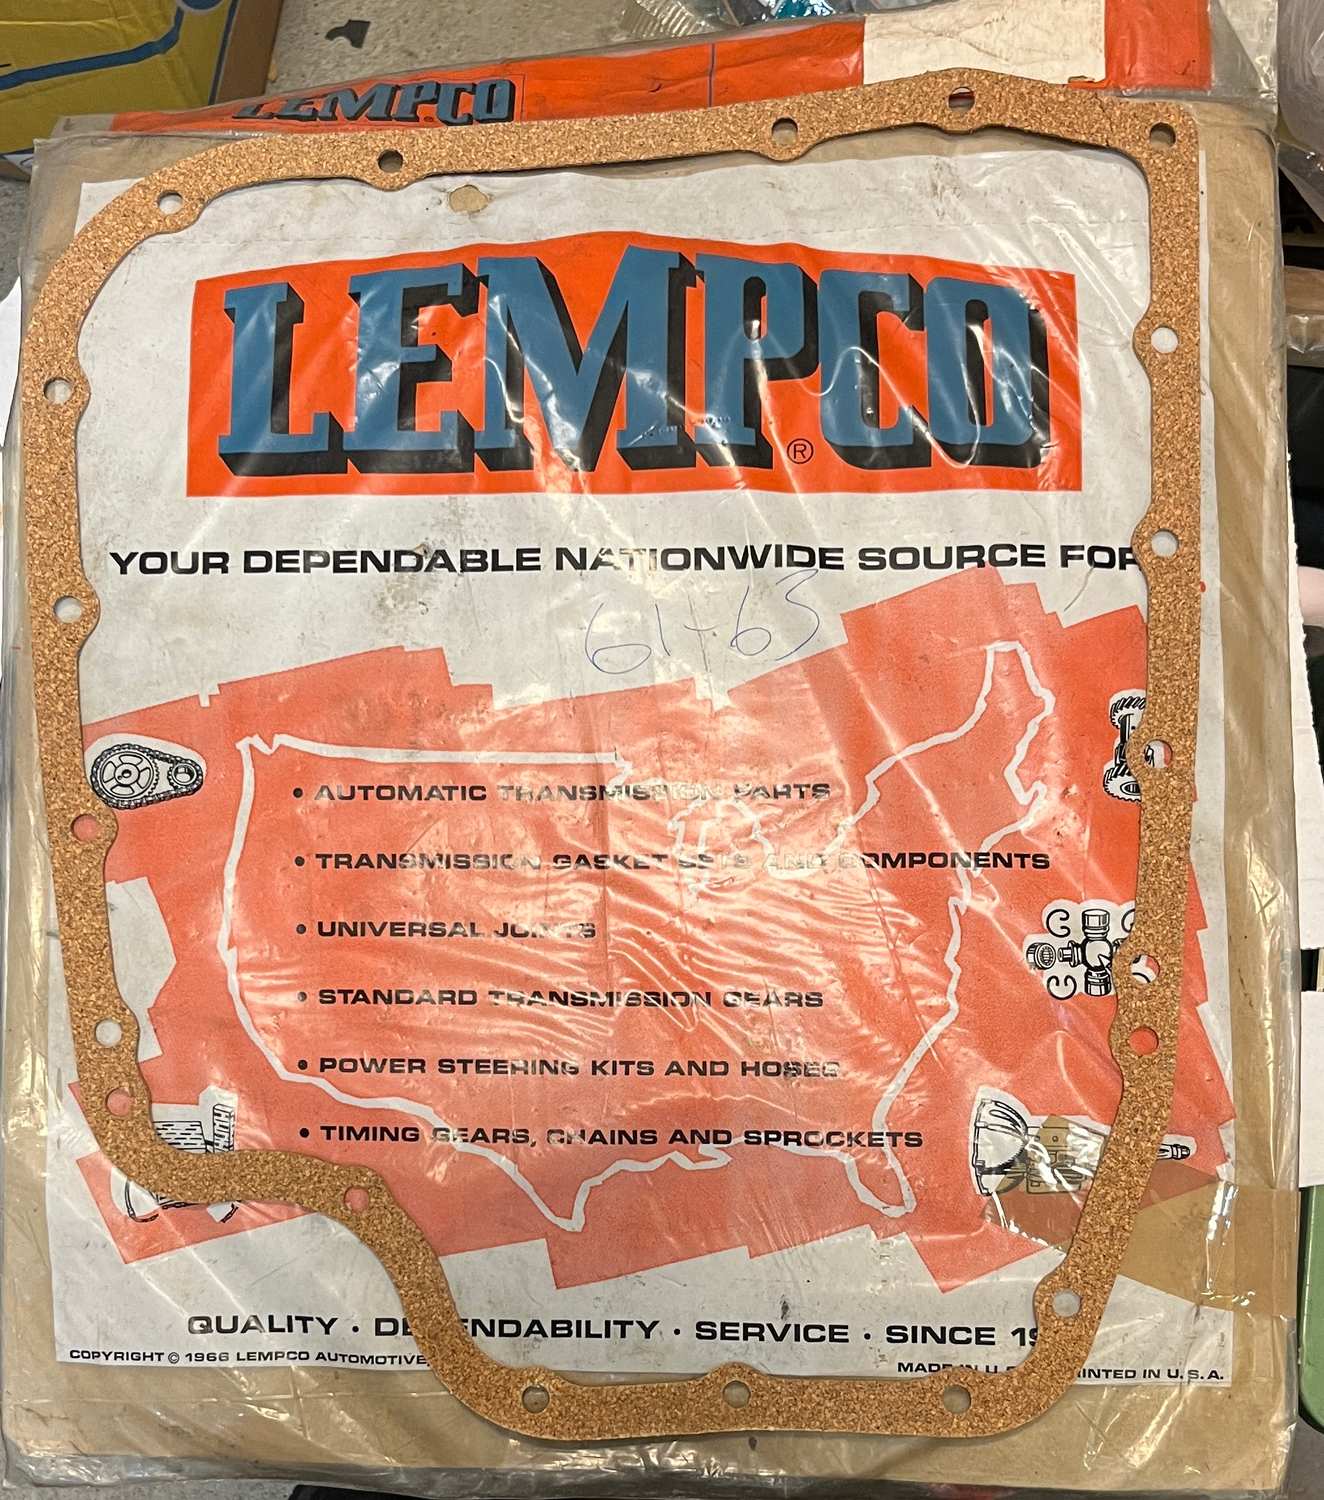 LEMPCO
LEMPCO ®
YOUR DEPENDABLE NATIONWIDE SOURCE FOR
61-63
• AUTOMATIC TRANSMISSION PARTS
• TRANSMISSION GASKET SETS AND COMPONENTS
• UNIVERSAL JOINTS
• STANDARD TRANSMISSION GEARS
• POWER STEERING KITS AND HOSES
• TIMING GEARS, CHAINS AND SPROCKETS
QUALITY • DEPENDABILITY • SERVICE • SINCE
COPYRIGHT © 1966 LEMPCO AUTOMOTIVE,
MADE IN U.S. PRINTED IN U.S.A.